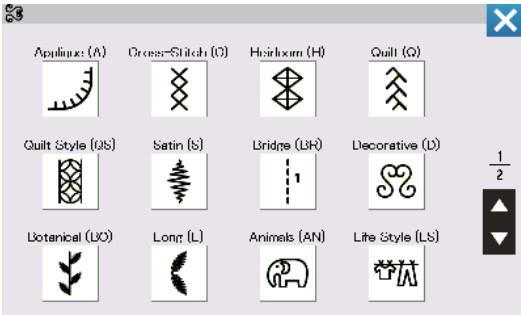 Applique (A) Cross-Stitch (C) Heirloom (H) Quilt (Q)
Quilt Style (QS) Satin (S) Bridge (BR) Decorative (D)
1
1
2
Botanical (BO) Long (L) Animals (AN) Life Style (LS)